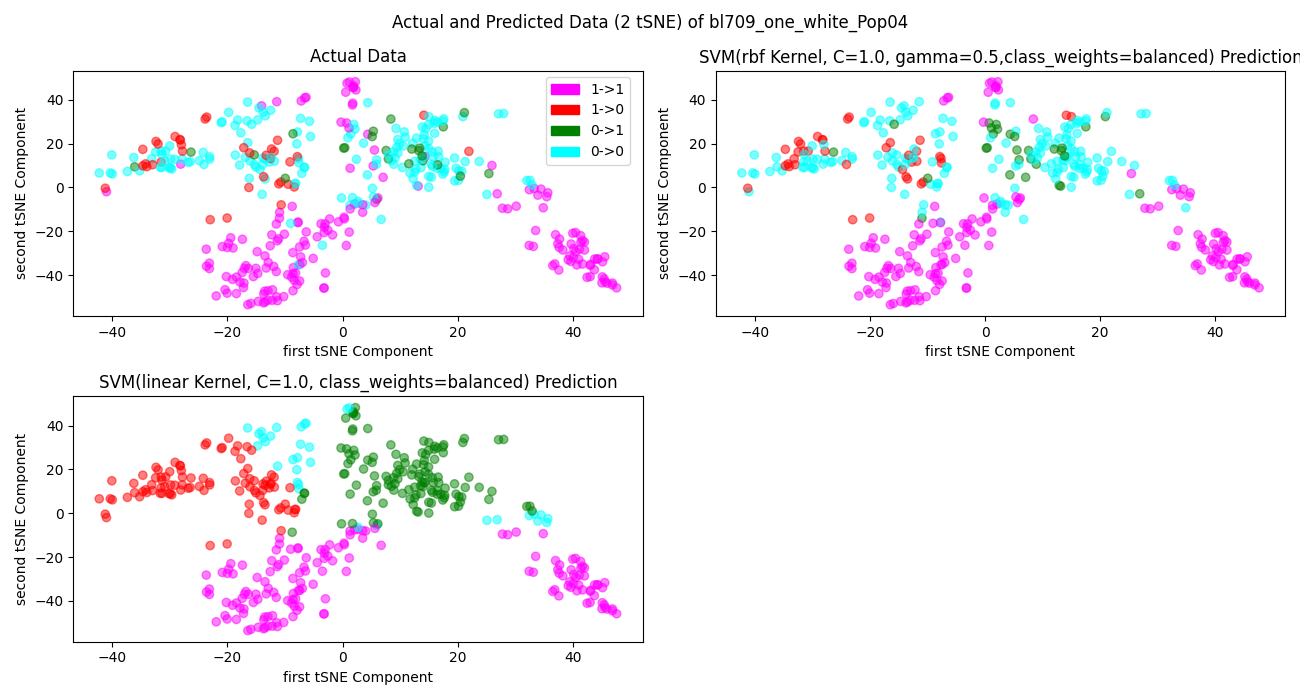 Actual and Predicted Data (2 tSNE) of bl709_one_white_Pop04
Actual Data
second tSNE Component
40
20
0
−20
−40
1->1
1->0
0->1
0->0
−40 −20 0 20 40
first tSNE Component
SVM(rbf Kernel, C=1.0, gamma=0.5,class_weights=balanced) Prediction
second tSNE Component
40
20
0
−20
−40
−40 −20 0 20 40
first tSNE Component
SVM(linear Kernel, C=1.0, class_weights=balanced) Prediction
second tSNE Component
40
20
0
−20
−40
−40 −20 0 20 40
first tSNE Component